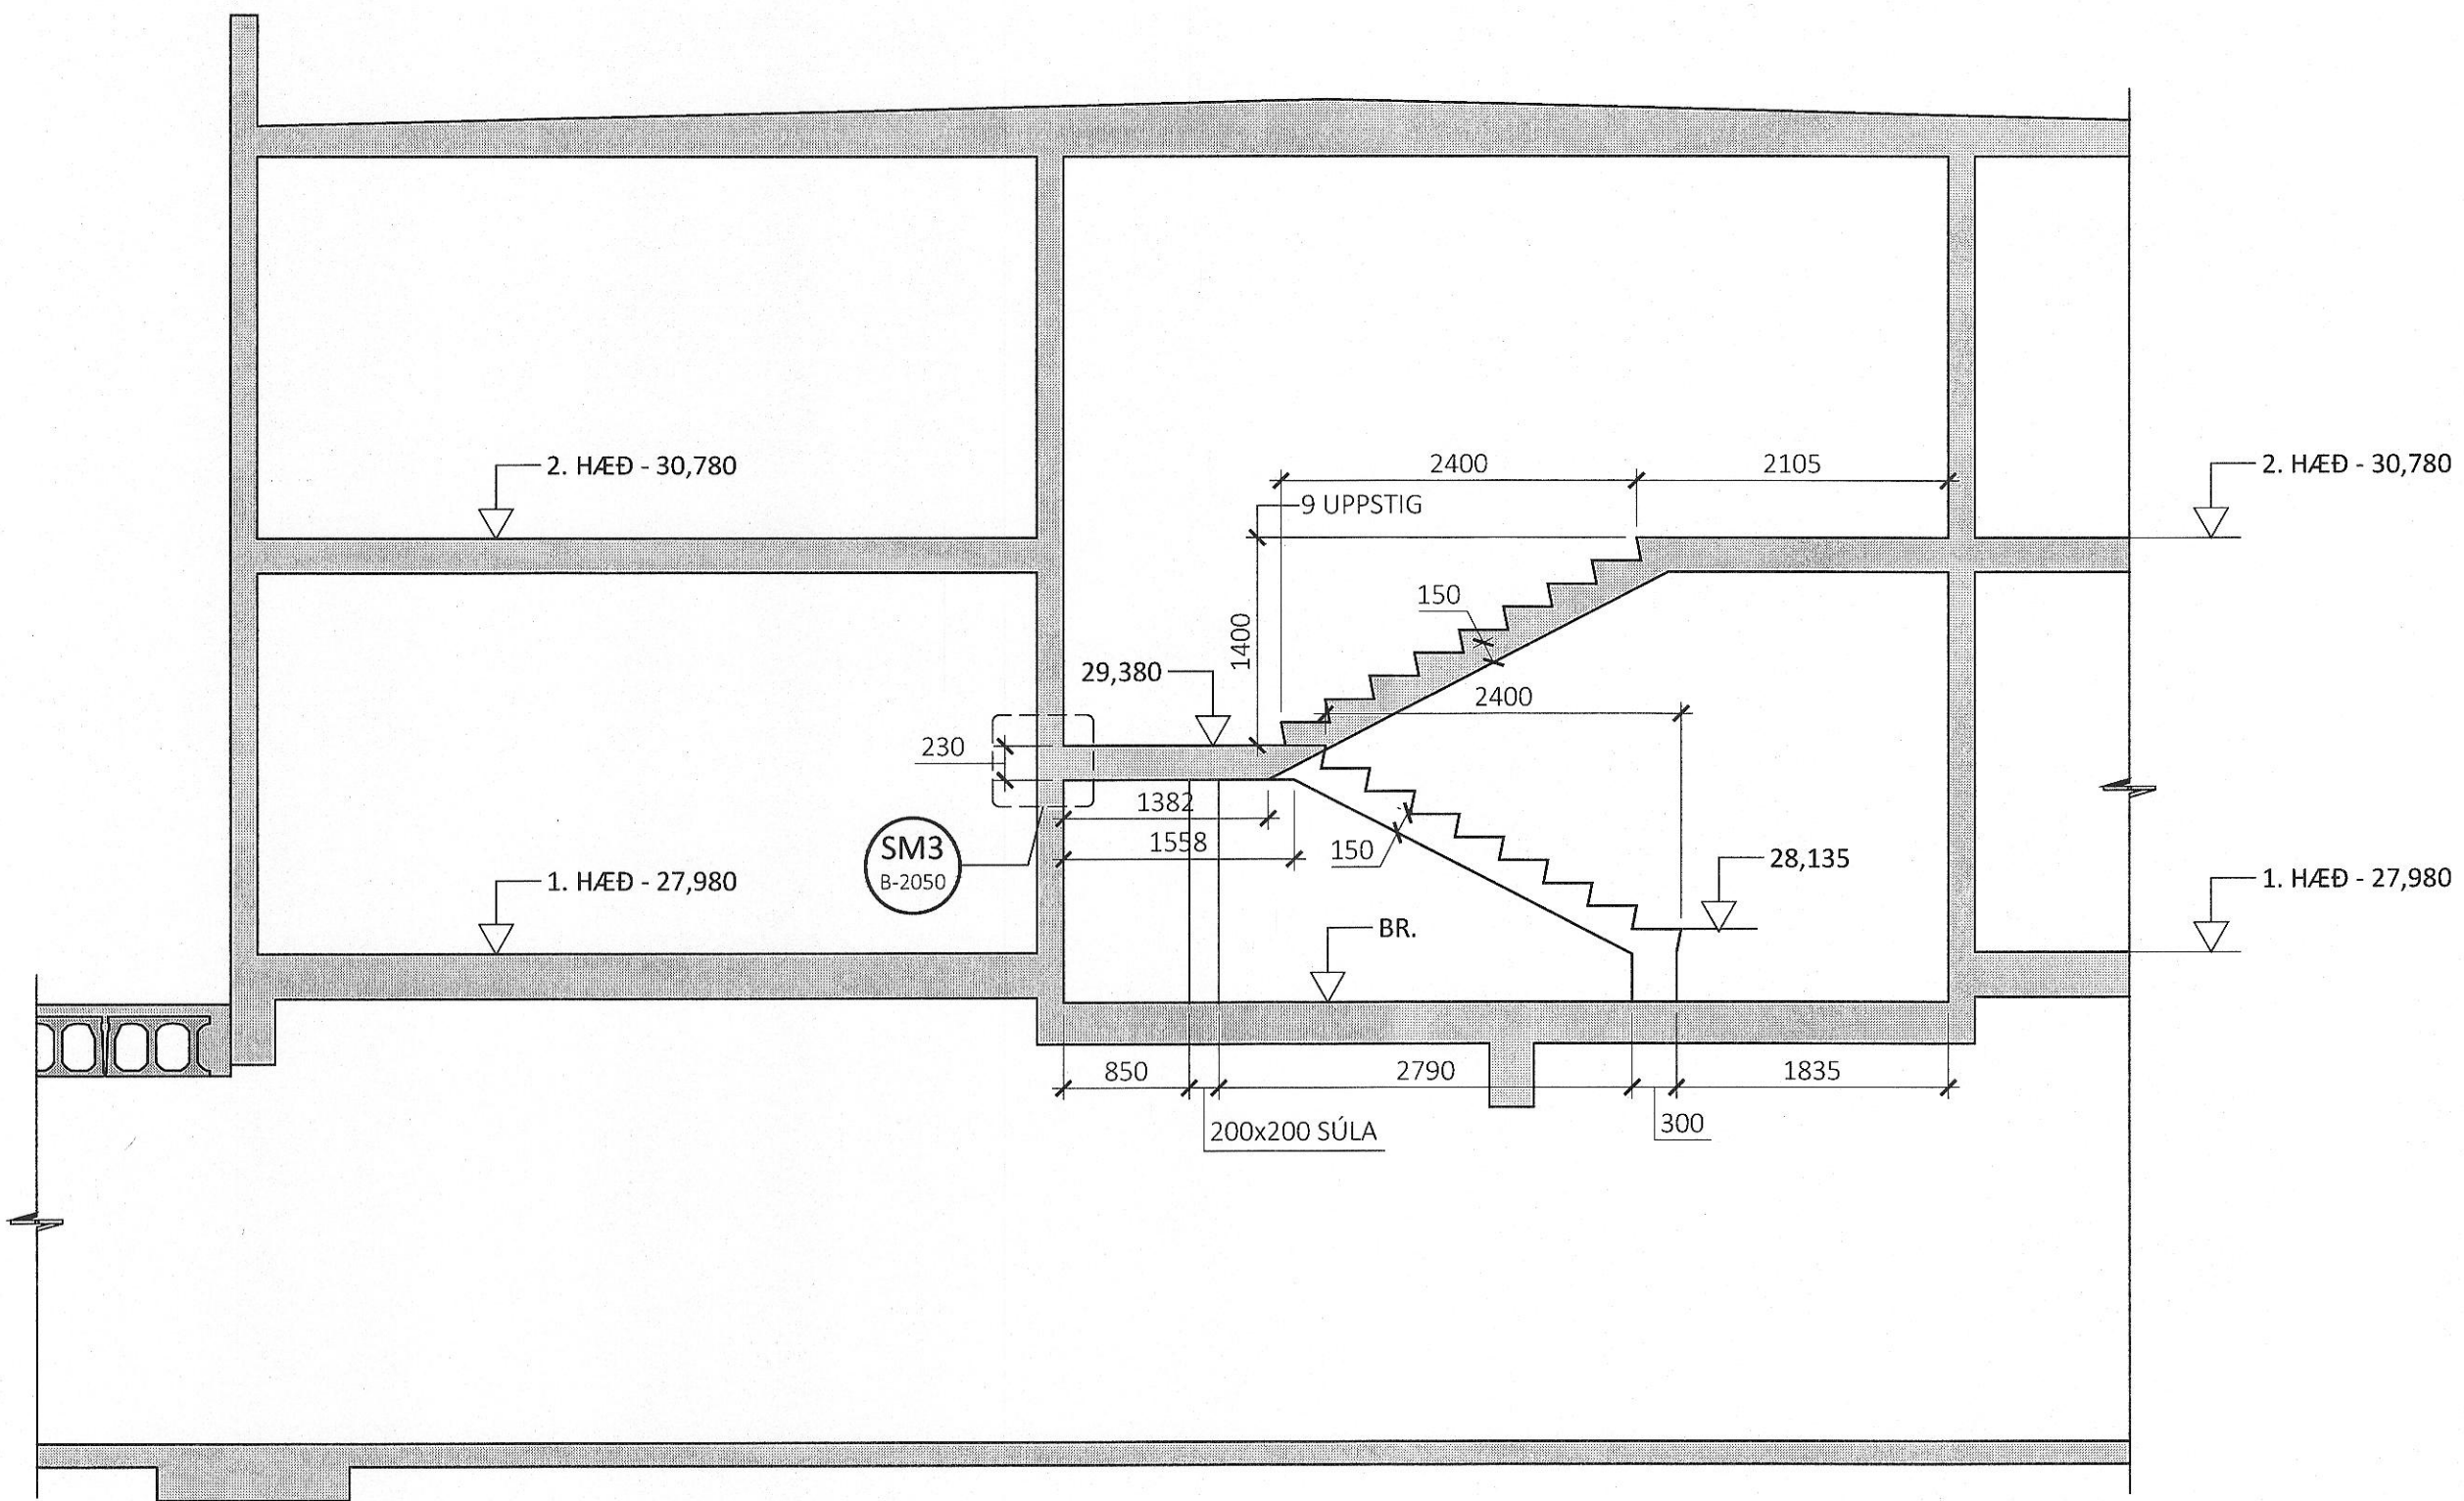 2. HÆÐ - 30,780
2400
2105
2. HÆÐ - 30,780
9 UPPSTIG
150
1400
29,380
2400
230
1382
1558
150
SM3
B-2050
28,135
1. HÆÐ - 27,980
1. HÆÐ - 27,980
BR.
850
2790
1835
200x200 SÚLA
300